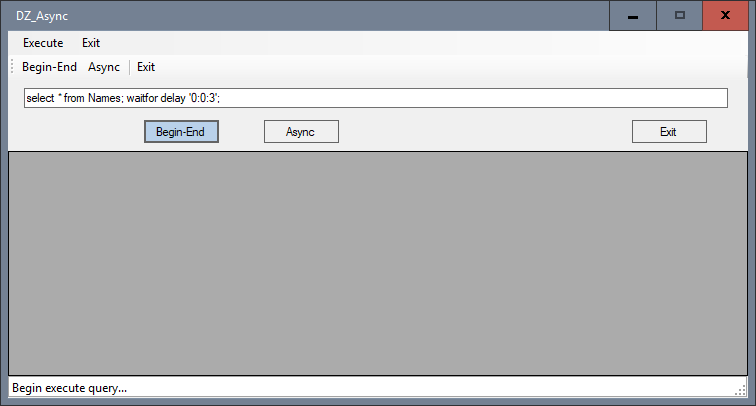 DZ_Async
Execute Exit
Begin-End Async Exit
select * from Names; waitfor delay '0:0:3';
Begin-End Async Exit
Begin execute query...